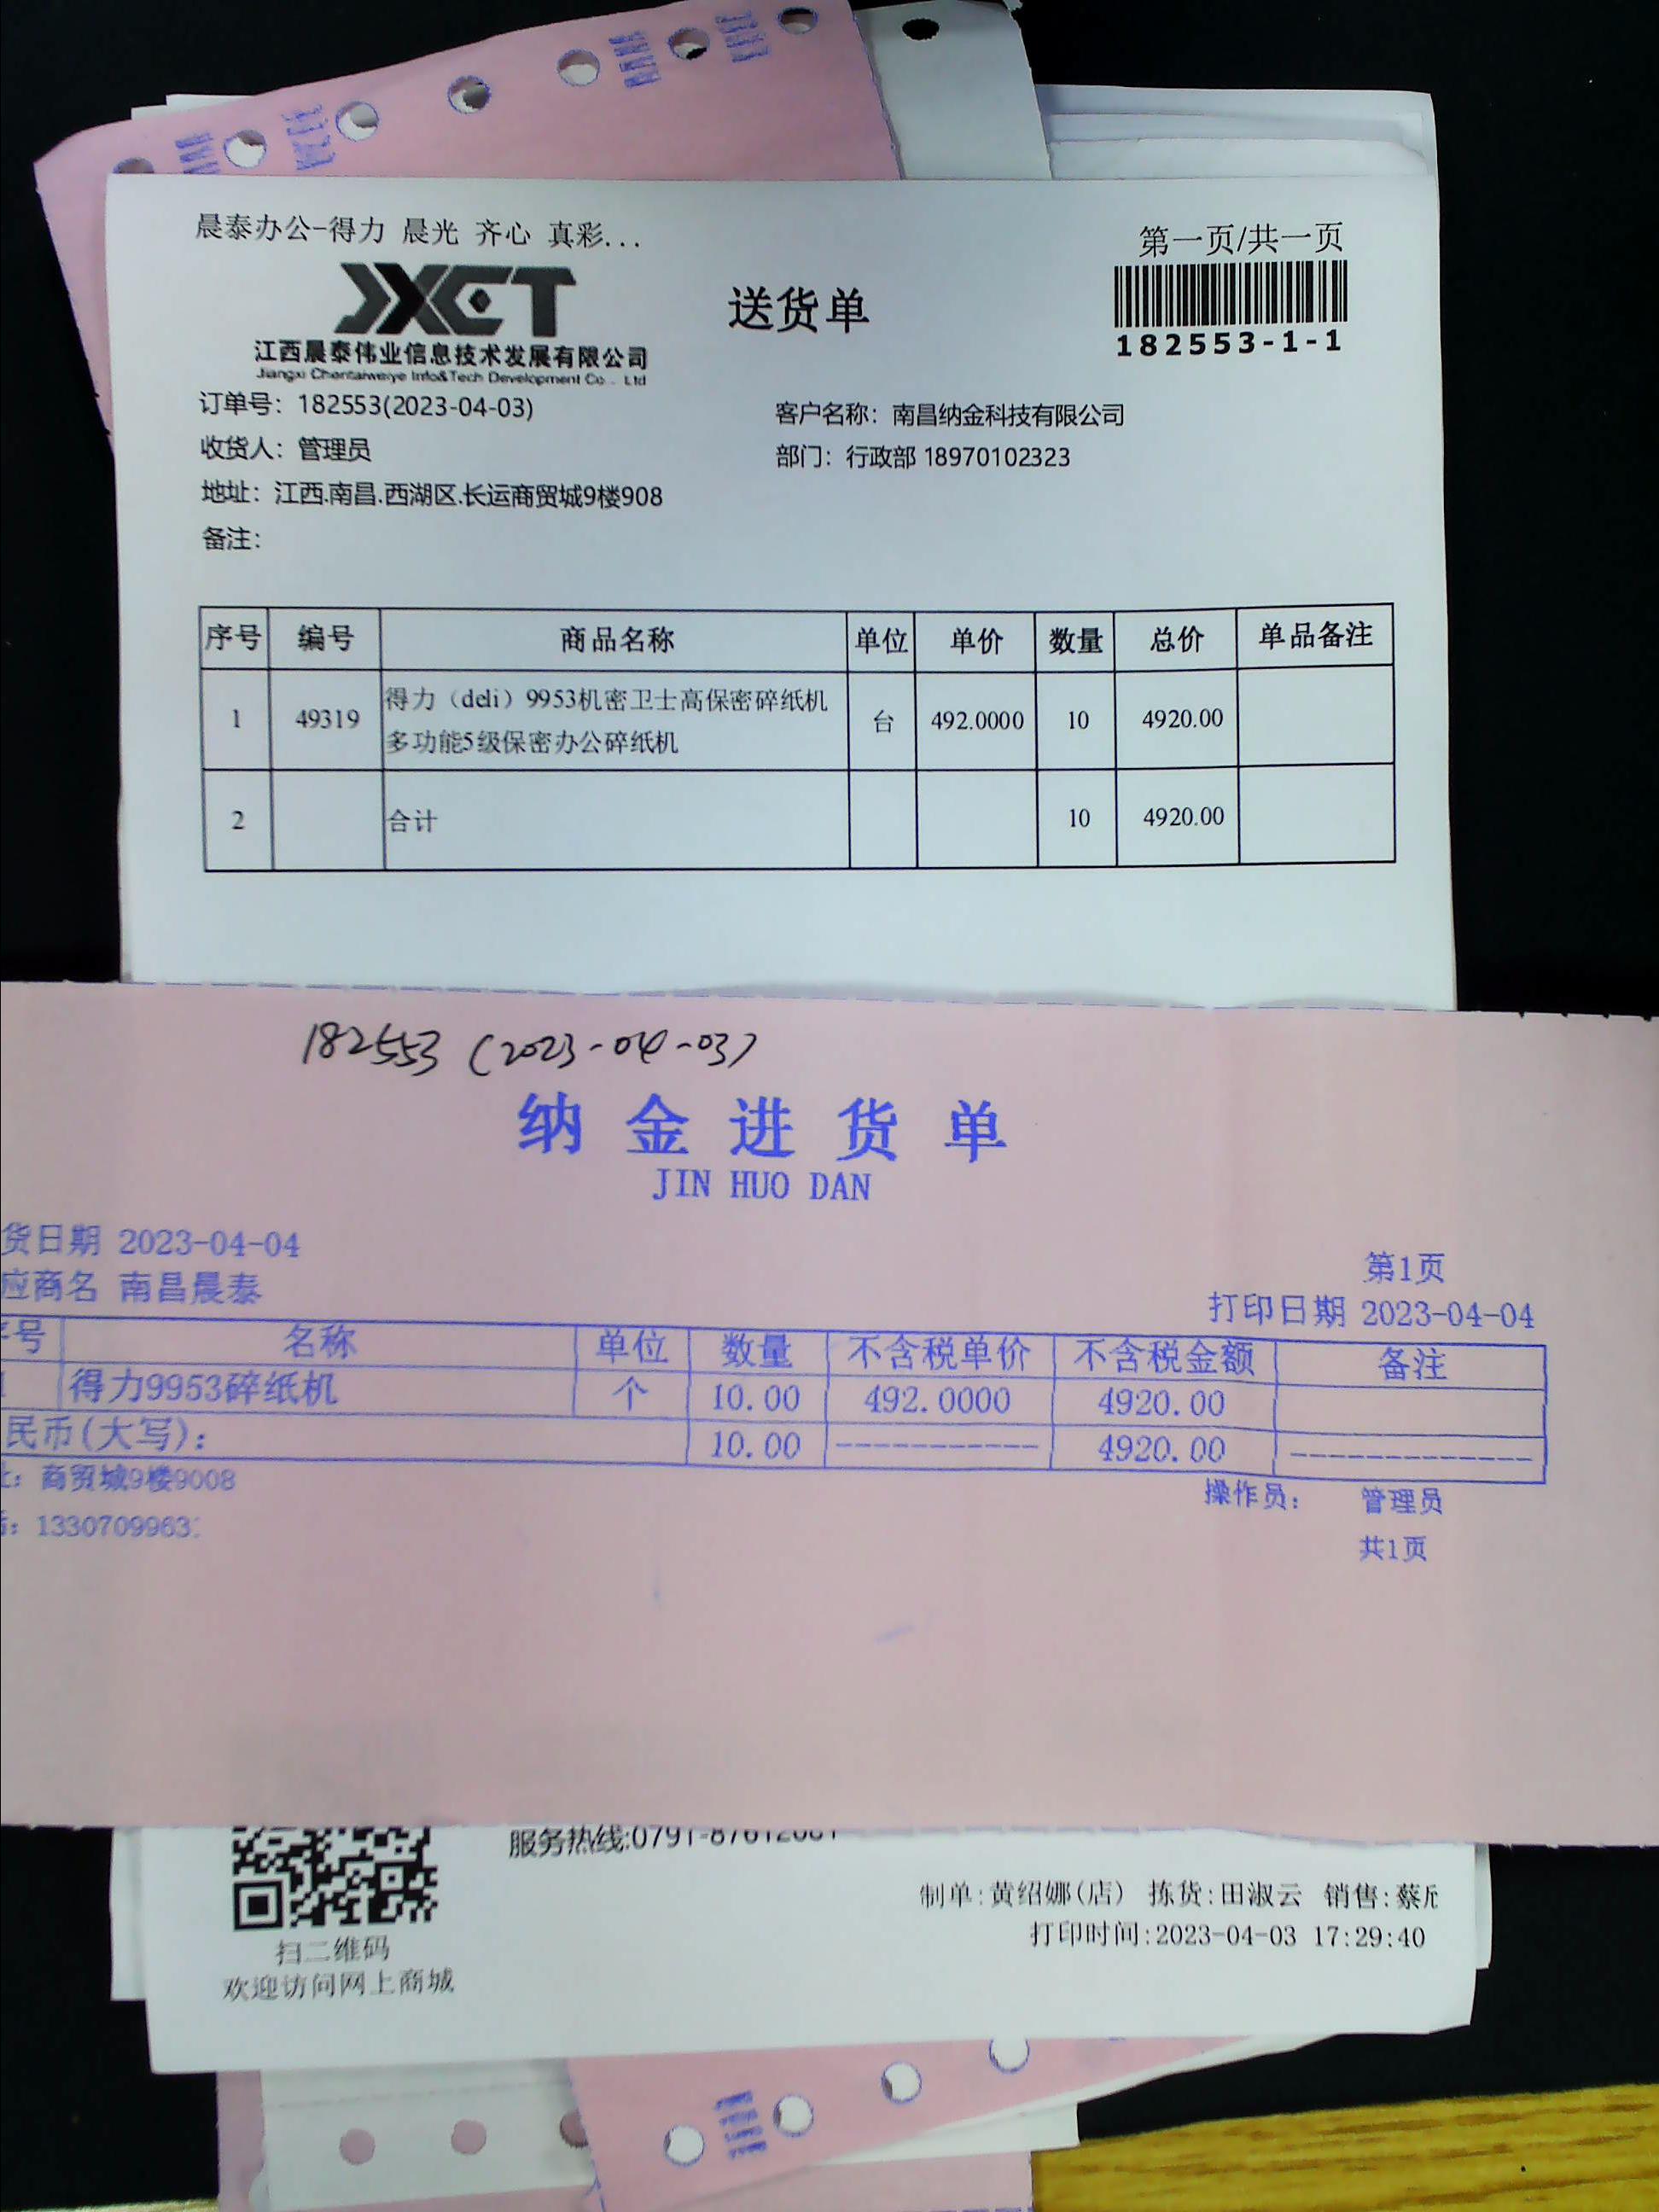 晨泰办公-得力 晨光 齐心 真彩...
第一页/共一页
JXCT
送货单
182553-1-1
江西晨泰伟业信息技术发展有限公司
Jiangxi Chentaiweiye Info&Tech Development Co., Ltd
订单号：182553(2023-04-03)
客户名称：南昌纳金科技有限公司
收货人：管理员
部门：行政部 18970102323
地址：江西.南昌.西湖区.长运商贸城9楼908
备注：
序号 编号 商品名称 单位 单价 数量 总价 单品备注
1 49319 得力（deli）9953机密卫士高保密碎纸机 台 492.0000 10 4920.00
多功能5级保密办公碎纸机
2 合计 10 4920.00
182553 (2023-04-03)
纳金进货单
JIN HUO DAN
货日期 2023-04-04
第1页
应商名 南昌晨泰
打印日期 2023-04-04
号 名称 单位 数量 不含税单价 不含税金额 备注
得力9953碎纸机 个 10.00 492.0000 4920.00
民币(大写)： 10.00 ----------- 4920.00 -------------
：商贸城9楼9008
操作员： 管理员
：1330709963
共1页
服务热线:0791-87612001
制单:黄绍娜(店) 拣货:田淑云 销售:蔡
打印时间:2023-04-03 17:29:40
扫二维码
欢迎访问网上商城